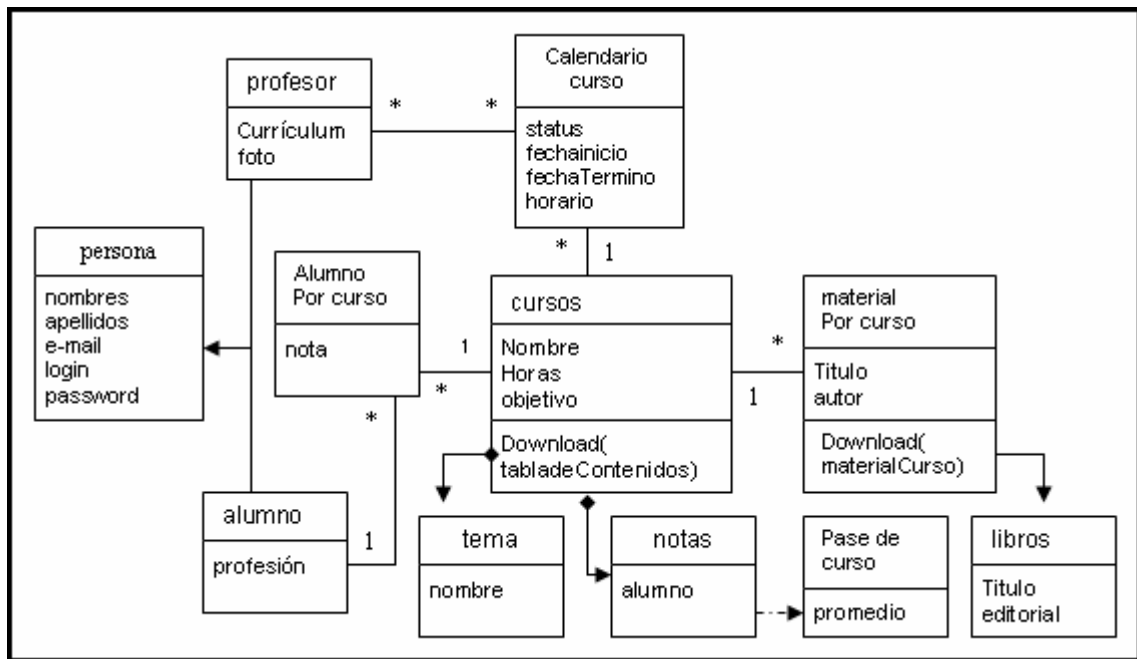 profesor
Currículum
foto
*
*
Calendario
curso
status
fechainicio
fechaTermino
horario
*
1
persona
nombres
apellidos
e-mail
login
password
Alumno
Por curso
nota
1
*
*
cursos
Nombre
Horas
objetivo
Download(
tabladeContenidos)
*
1
material
Por curso
Titulo
autor
Download(
materialCurso)
alumno
profesión
1
tema
nombre
notas
alumno
Pase de
curso
promedio
libros
Titulo
editorial